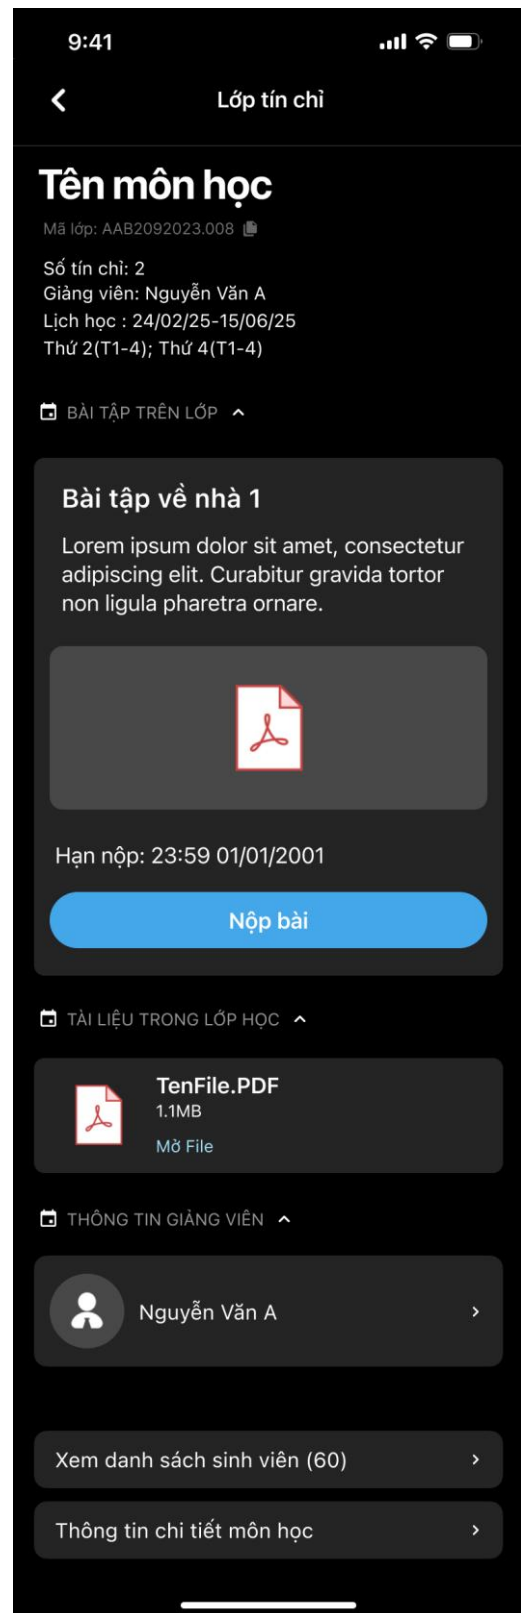 9:41
Lớp tín chỉ
Tên môn học
Mã lớp: AAB2092023.008
Số tín chỉ: 2
Giảng viên: Nguyễn Văn A
Lịch học : 24/02/25-15/06/25
Thứ 2(T1-4); Thứ 4(T1-4)
BÀI TẬP TRÊN LỚP
Bài tập về nhà 1
Lorem ipsum dolor sit amet, consectetur
adipiscing elit. Curabitur gravida tortor
non ligula pharetra ornare.
Hạn nộp: 23:59 01/01/2001
Nộp bài
TÀI LIỆU TRONG LỚP HỌC
TenFile.PDF
1.1MB
Mở File
THÔNG TIN GIẢNG VIÊN
Nguyễn Văn A
Xem danh sách sinh viên (60)
Thông tin chi tiết môn học